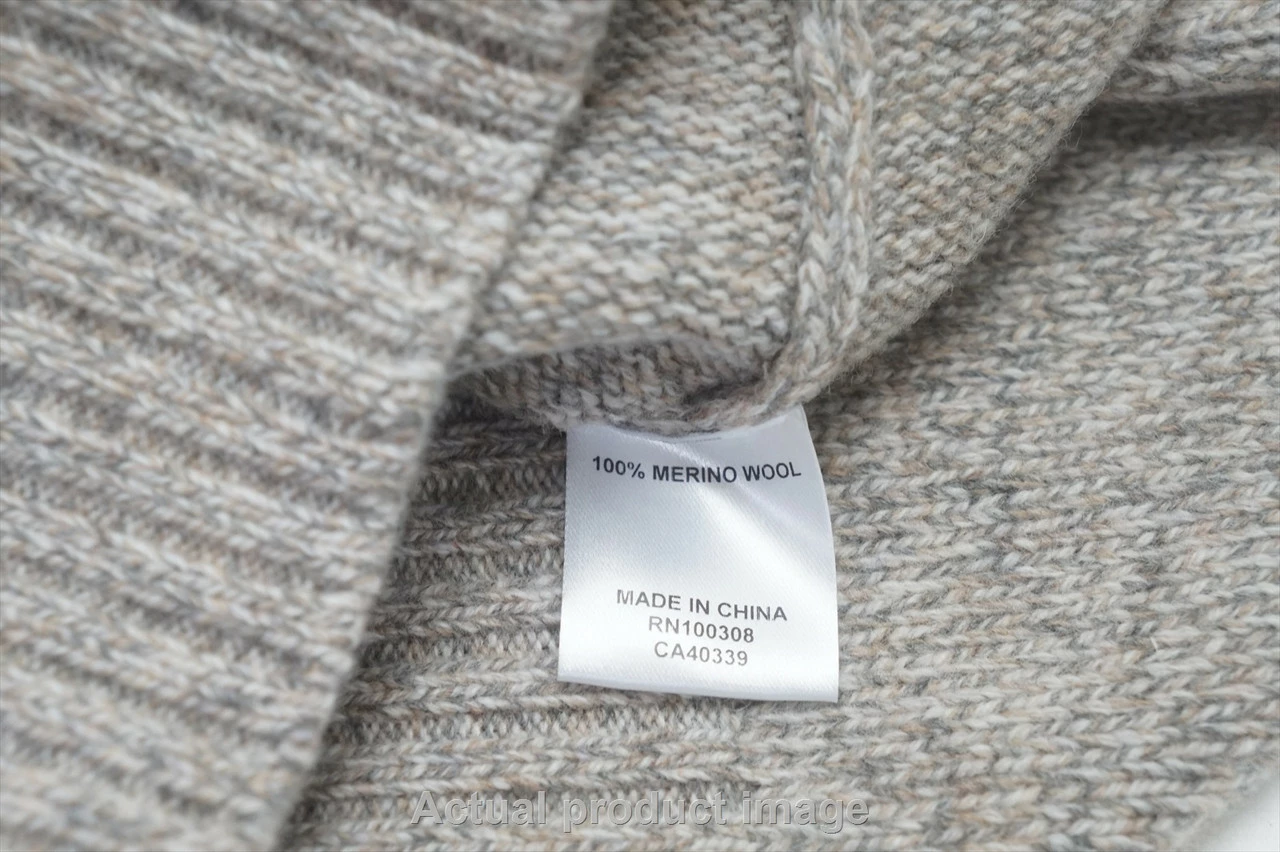 100% MERINO WOOL
MADE IN CHINA
RN100308
CA40339
Actual product image